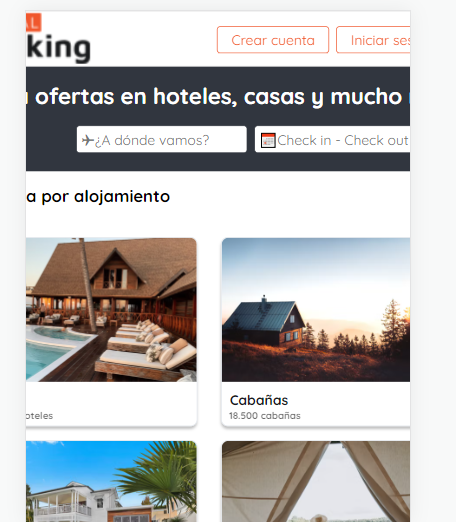 king
Crear cuenta
Iniciar ses
ofertas en hoteles, casas y mucho
¿A dónde vamos?
Check in - Check out
a por alojamiento
Cabañas
oteles
18.500 cabañas